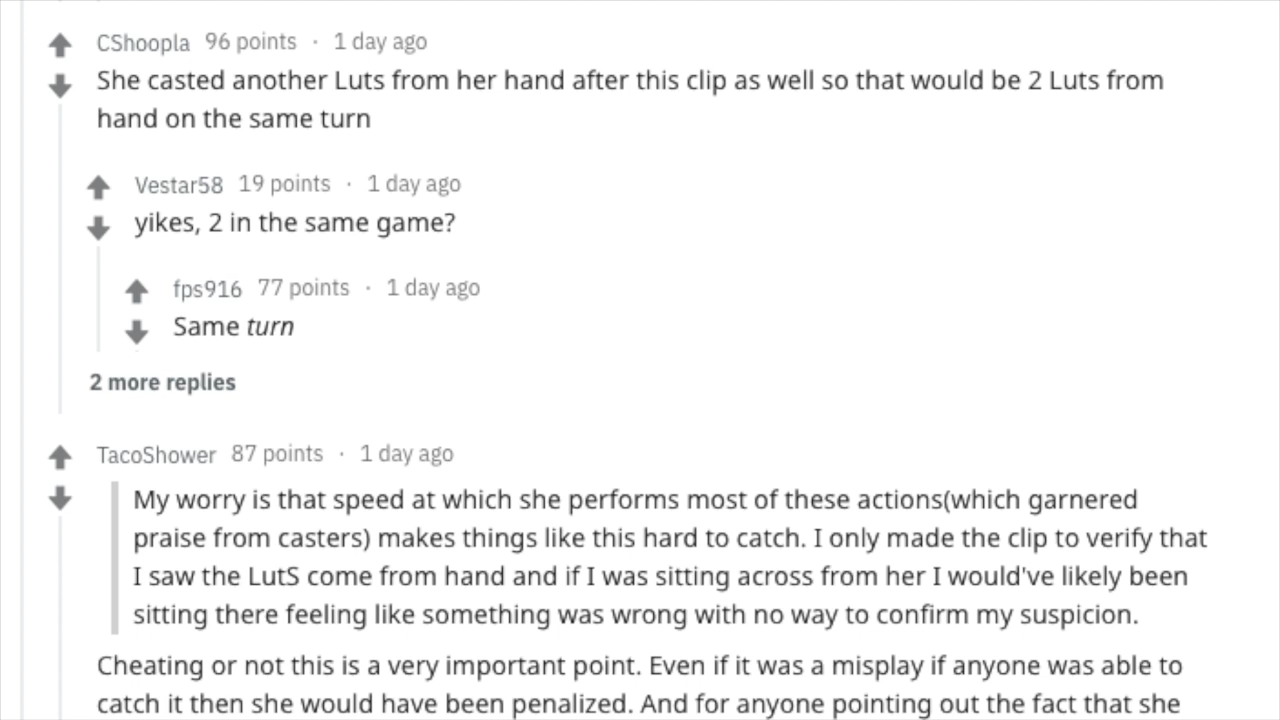 CShoopla 96 points · 1 day ago
She casted another Luts from her hand after this clip as well so that would be 2 Luts from
hand on the same turn
Vestar58 19 points · 1 day ago
yikes, 2 in the same game?
fps916 77 points · 1 day ago
Same turn
2 more replies
TacoShower 87 points · 1 day ago
My worry is that speed at which she performs most of these actions(which garnered
praise from casters) makes things like this hard to catch. I only made the clip to verify that
I saw the LutS come from hand and if I was sitting across from her I would've likely been
sitting there feeling like something was wrong with no way to confirm my suspicion.
Cheating or not this is a very important point. Even if it was a misplay if anyone was able to
catch it then she would have been penalized. And for anyone pointing out the fact that she